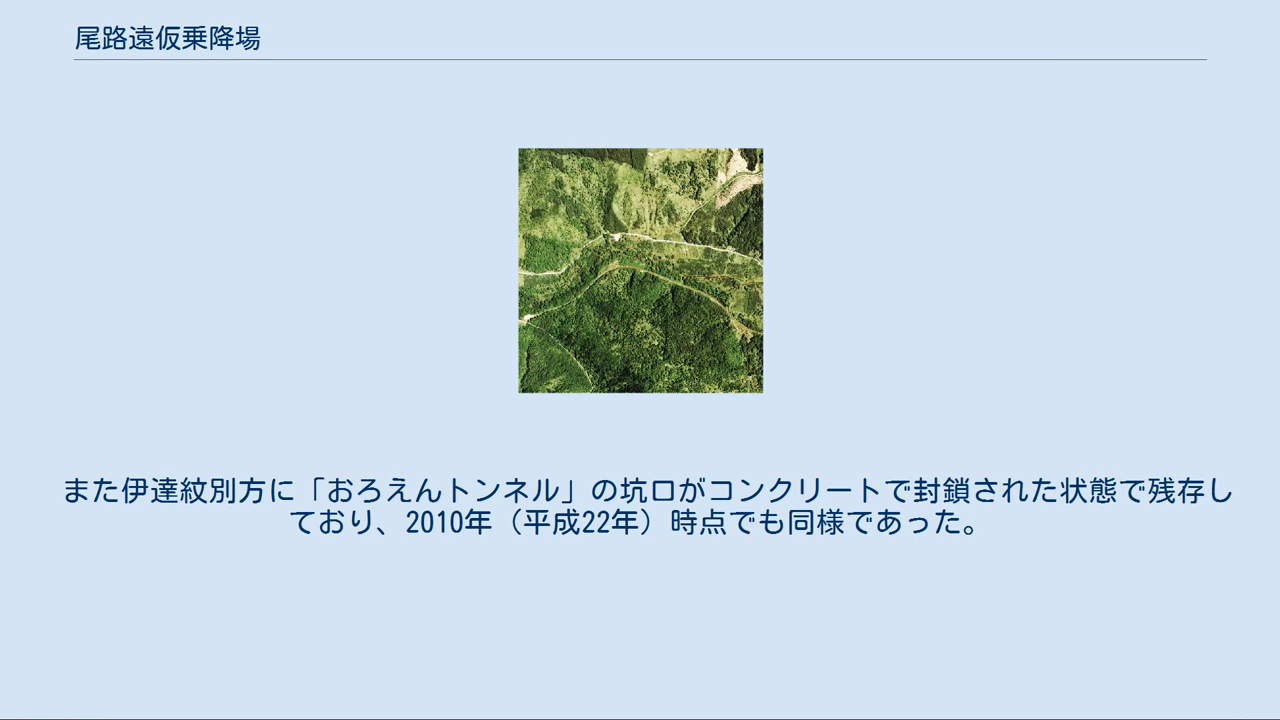 尾路遠仮乗降場
また伊達紋別方に「おろえんトンネル」の坑口がコンクリートで封鎖された状態で残存し
ており、2010年（平成22年）時点でも同様であった。